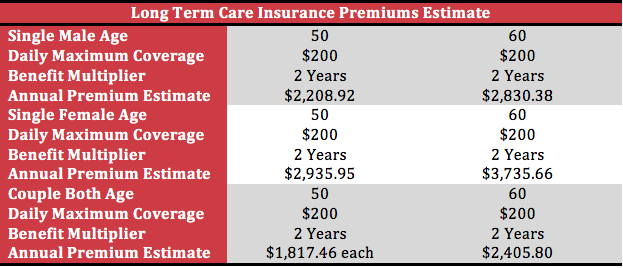 Long Term Care Insurance Premiums Estimate
Single Male Age 50 60
Daily Maximum Coverage $200 $200
Benefit Multiplier 2 Years 2 Years
Annual Premium Estimate $2,208.92 $2,830.38
Single Female Age 50 60
Daily Maximum Coverage $200 $200
Benefit Multiplier 2 Years 2 Years
Annual Premium Estimate $2,935.95 $3,735.66
Couple Both Age 50 60
Daily Maximum Coverage $200 $200
Benefit Multiplier 2 Years 2 Years
Annual Premium Estimate $1,817.46 each $2,405.80